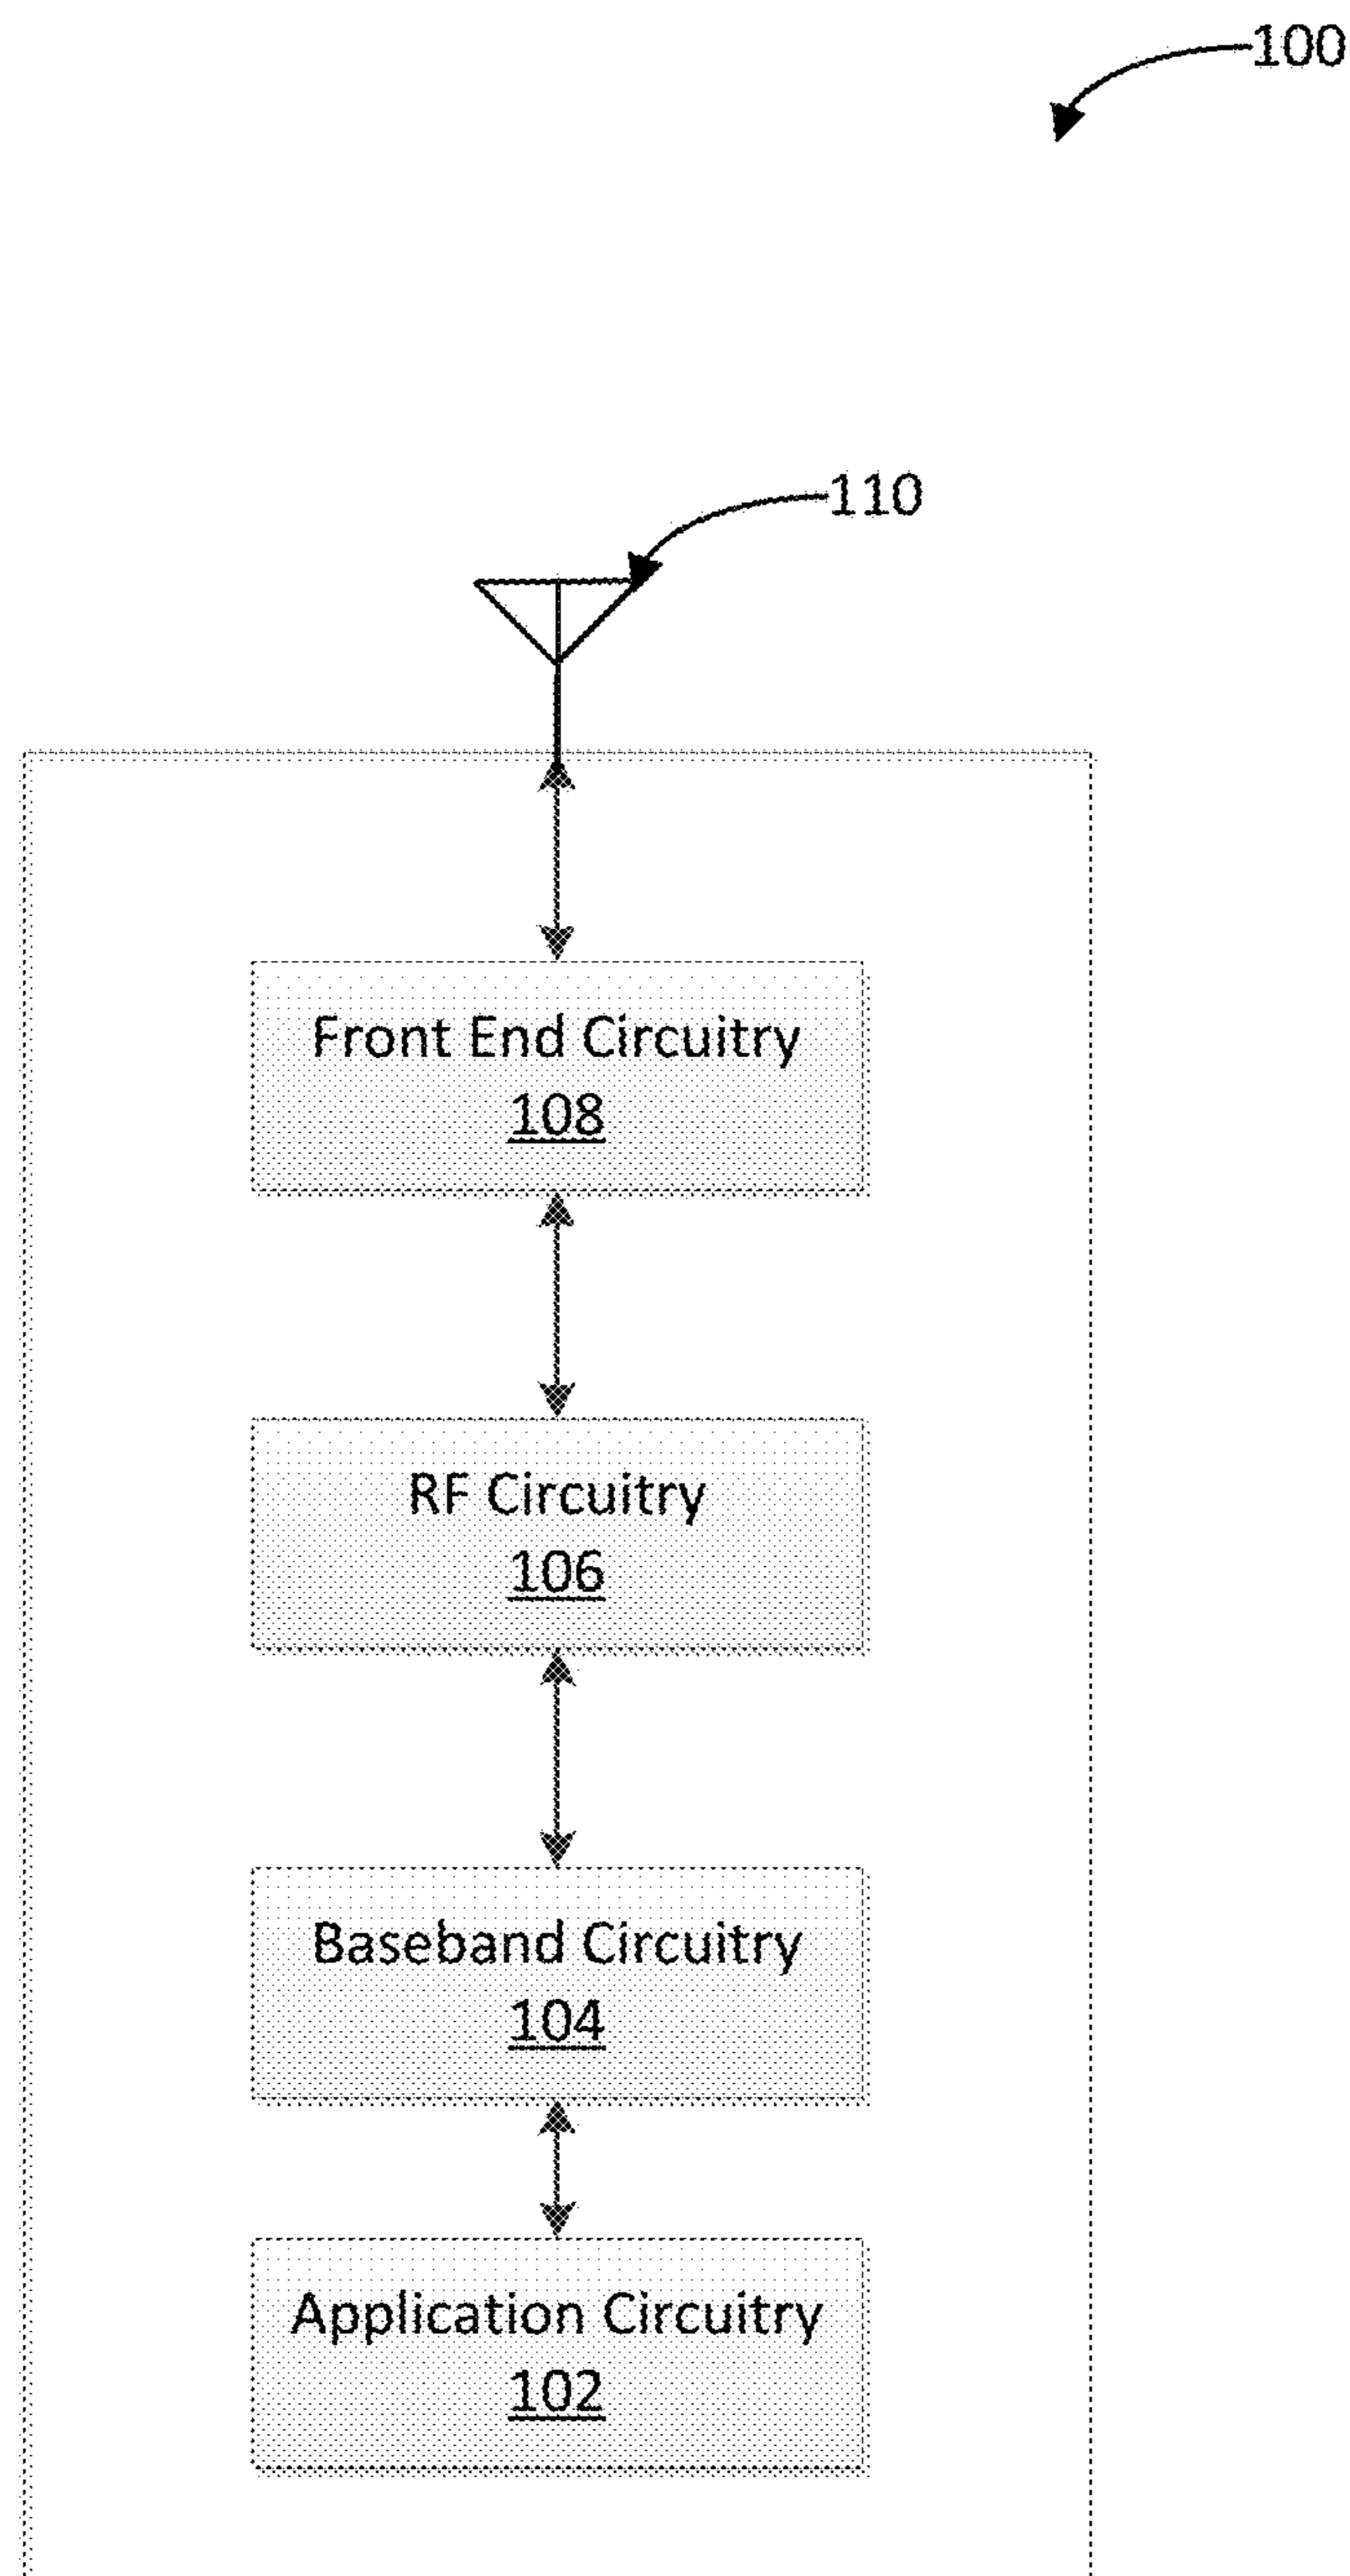 100
110
Front End Circuitry
108
RF Circuitry
106
Baseband Circuitry
104
Application Circuitry
102